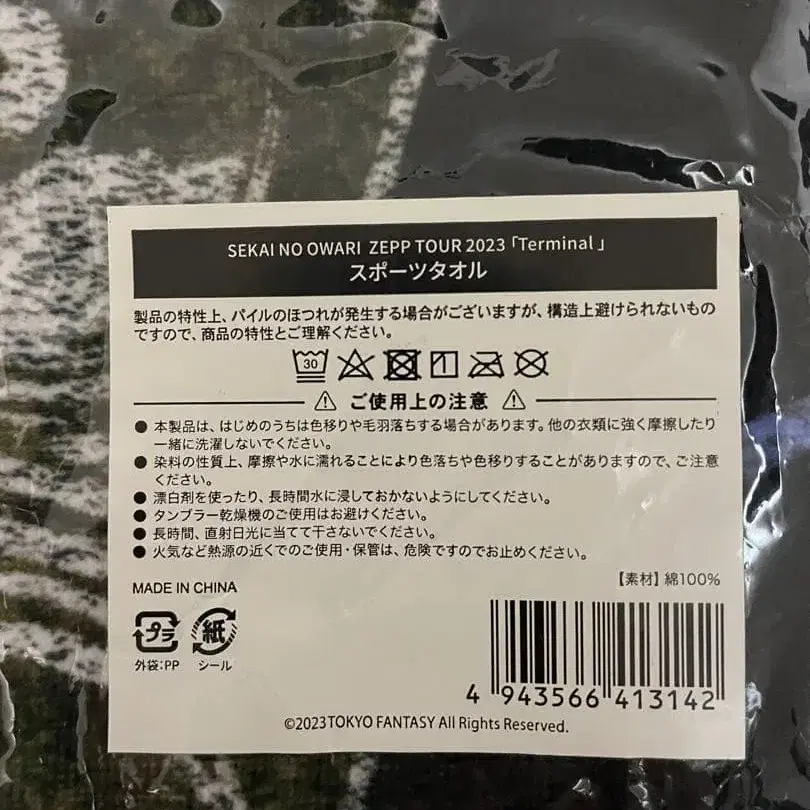 SEKAI NO OWARI ZEPP TOUR 2023「Terminal」
スポーツタオル
製品の特性上、パイルのほつれが発生する場合がございますが、構造上避けられないもの
ですので、商品の特性とご理解ください。
30
ご使用上の注意
● 本製品は、はじめのうちは色移りや毛羽落ちする場合があります。他の衣類に強く摩擦したり
一緒に洗濯しないでください。
● 染料の性質上、摩擦や水に濡れることにより色落ちや色移りすることがありますので、ご注意
ください。
● 漂白剤を使ったり、長時間水に浸しておかないようにしてください。
● タンブラー乾燥機のご使用はお避けください。
● 長時間、直射日光に当てて干さないでください。
● 火気など熱源の近くでのご使用・保管は、危険ですのでお止めください。
【素材】綿100%
MADE IN CHINA
プラ 紙
外袋:PP シール
4 943566 413142
©2023TOKYO FANTASY All Rights Reserved.